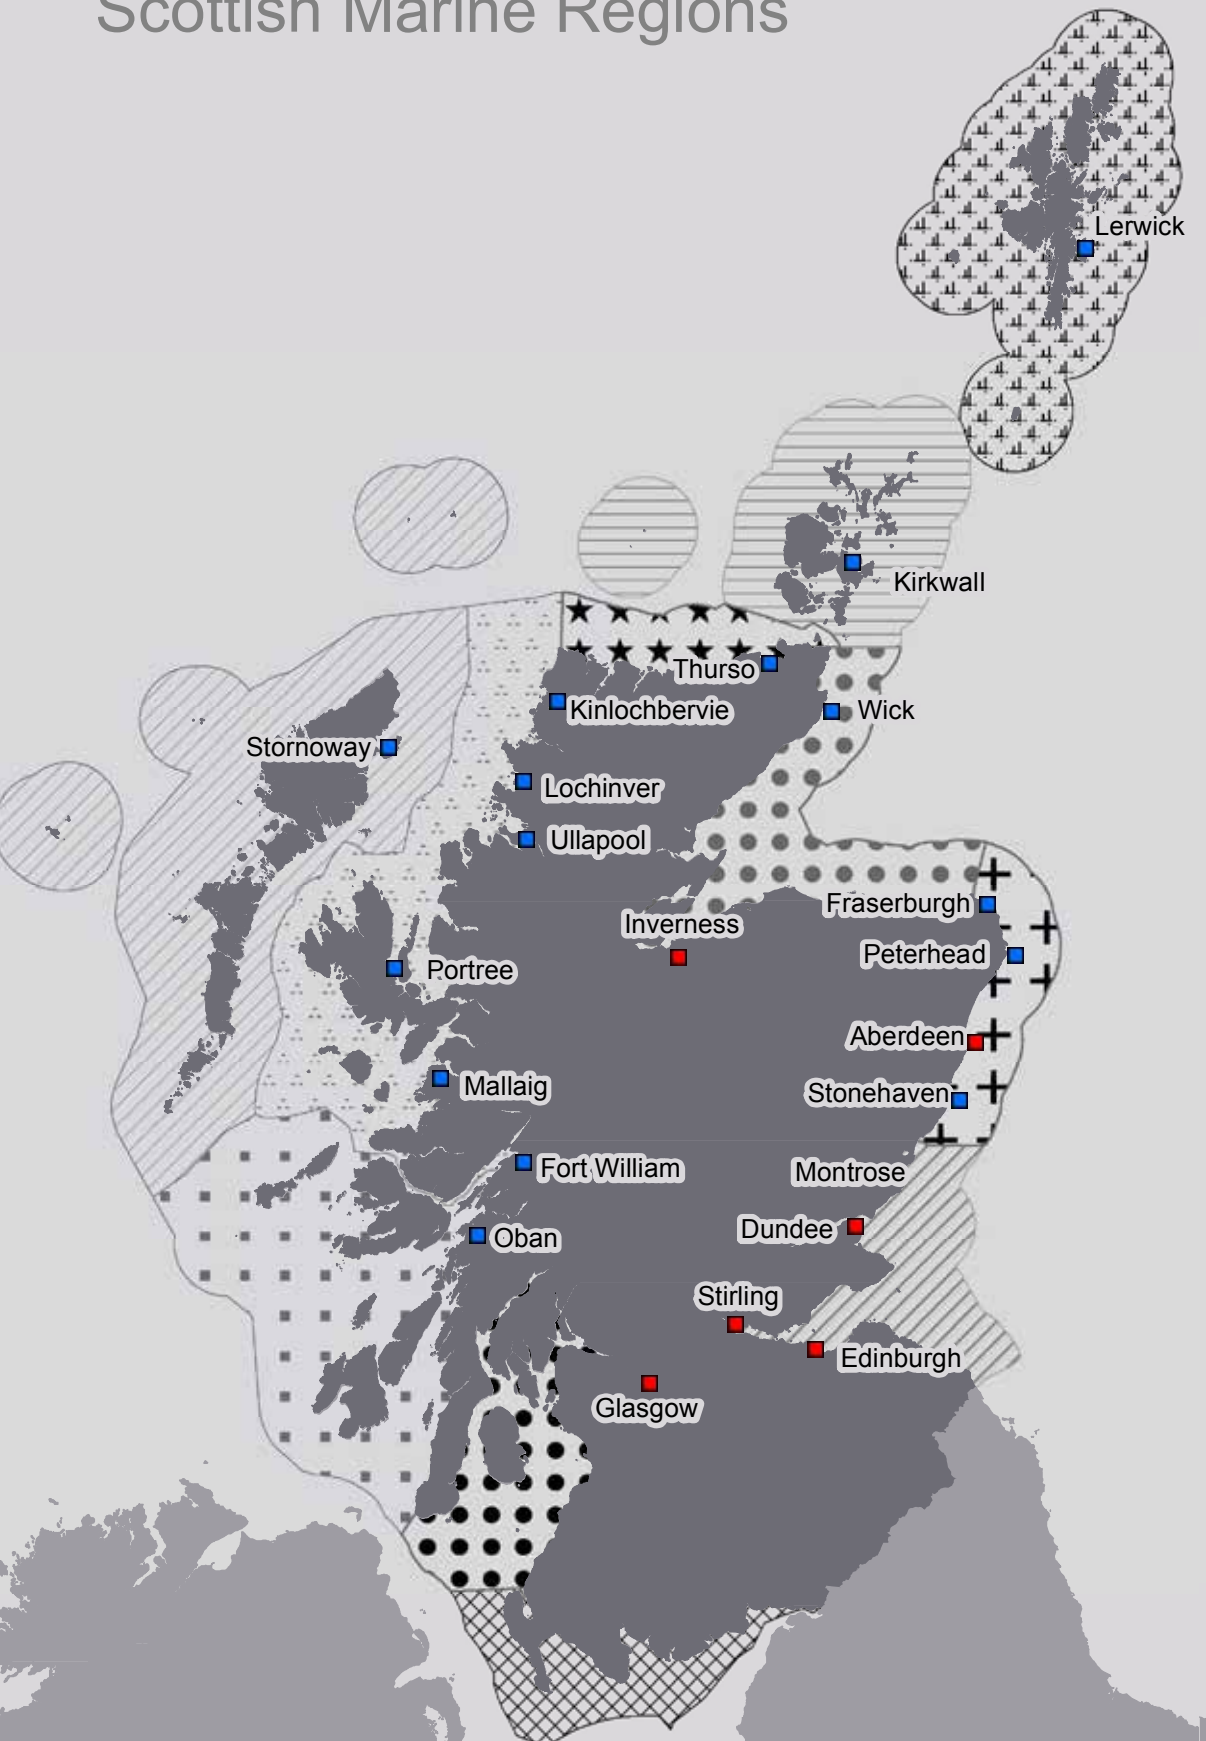 Scottish Marine Regions
Lerwick
Kirkwall
Thurso
Kinlochbervie
Wick
Stornoway
Lochinver
Ullapool
Fraserburgh
Inverness
Peterhead
Portree
Aberdeen
Mallaig
Stonehaven
Fort William
Montrose
Dundee
Oban
Stirling
Edinburgh
Glasgow